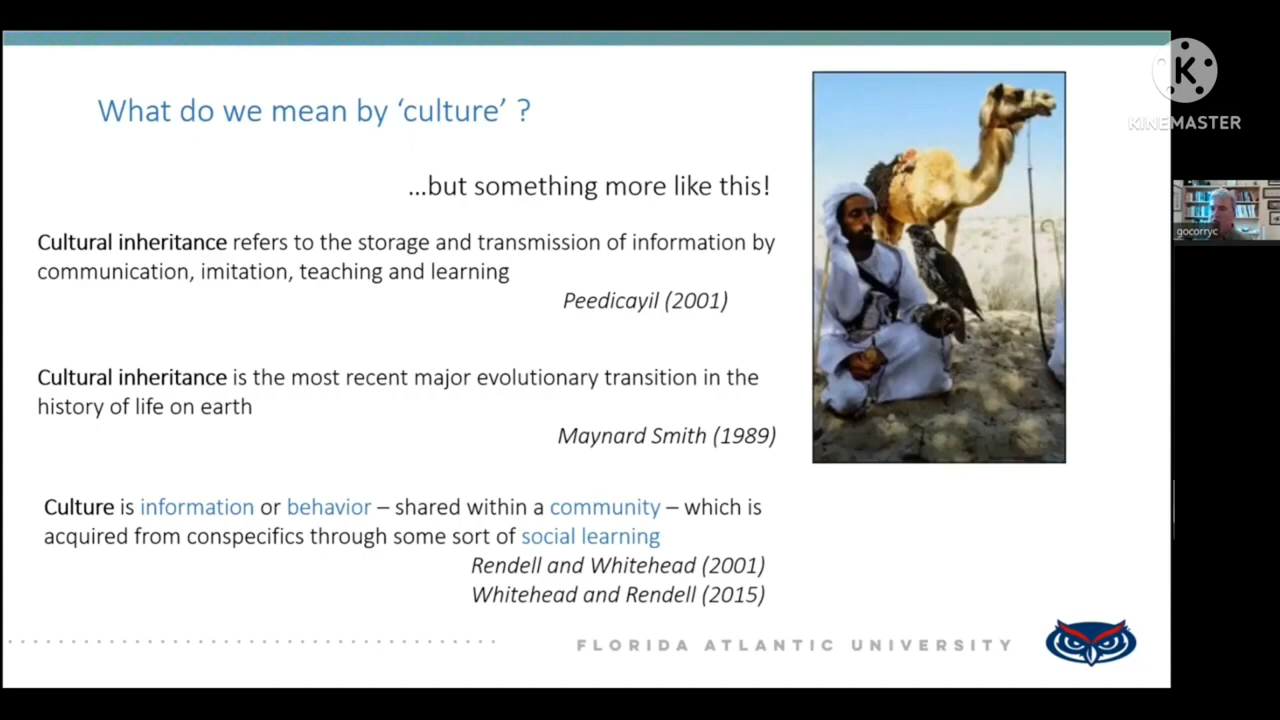 What do we mean by ‘culture’ ?
...but something more like this!
Cultural inheritance refers to the storage and transmission of information by
communication, imitation, teaching and learning
Peedicayil (2001)
Cultural inheritance is the most recent major evolutionary transition in the
history of life on earth
Maynard Smith (1989)
Culture is information or behavior – shared within a community – which is
acquired from conspecifics through some sort of social learning
Rendell and Whitehead (2001)
Whitehead and Rendell (2015)
FLORIDA ATLANTIC UNIVERSITY
K
KINEMASTER
gocorryc